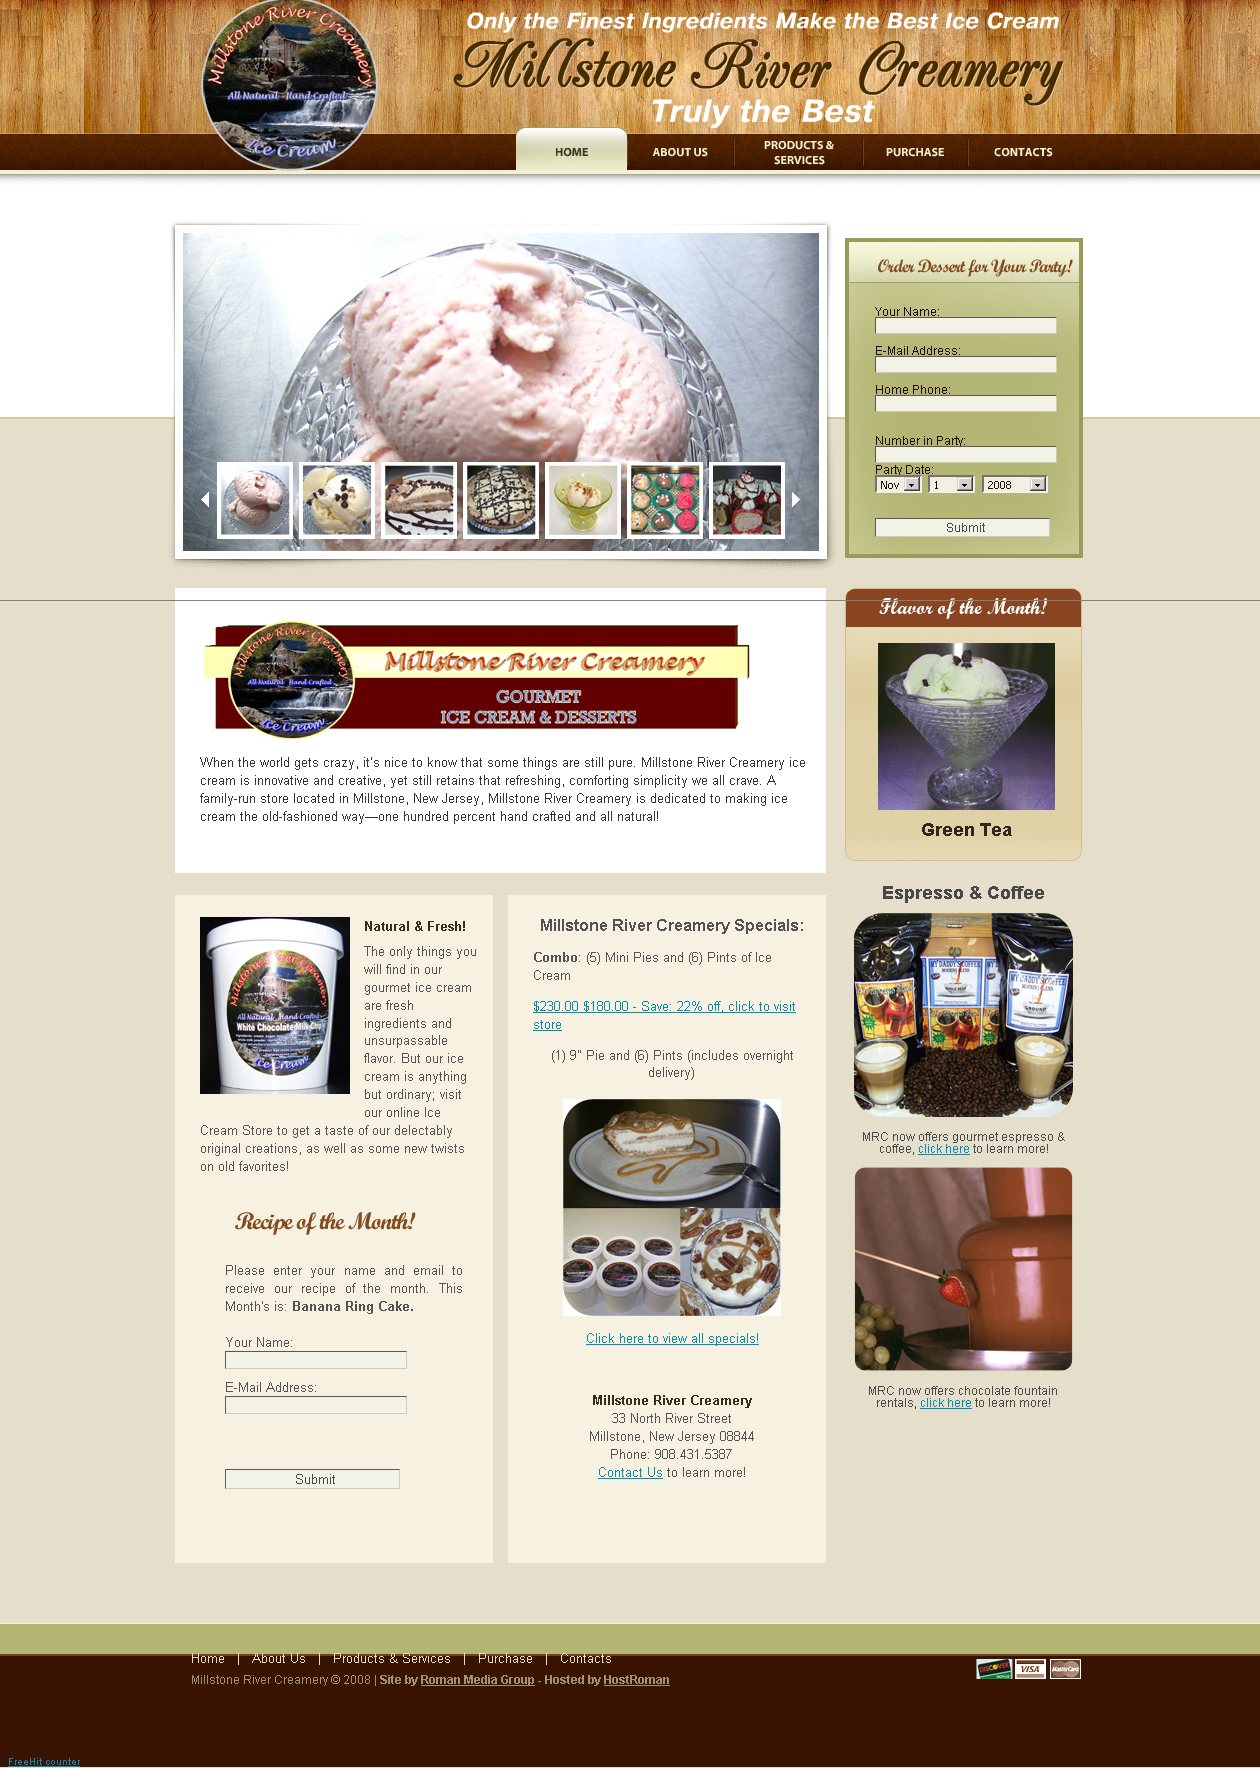 Millstone River Creamery
All-Natural Hand Crafted
Ice Cream
Only the Finest Ingredients Make the Best Ice Cream
Millstone River Creamery
Truly the Best
HOME
ABOUT US
PRODUCTS &
SERVICES
PURCHASE
CONTACTS
Order Dessert for Your Party!
Your Name:
E-Mail Address:
Home Phone:
Number in Party:
Party Date:
Nov 1 2008
Submit
Millstone River Creamery
All-Natural Hand Crafted
Ice Cream
Millstone River Creamery
GOURMET
ICE CREAM & DESSERTS
When the world gets crazy, it's nice to know that some things are still pure. Millstone River Creamery ice
cream is innovative and creative, yet still retains that refreshing, comforting simplicity we all crave. A
family-run store located in Millstone, New Jersey, Millstone River Creamery is dedicated to making ice
cream the old-fashioned way—one hundred percent hand crafted and all natural!
Flavor of the Month!
Green Tea
Millstone River Creamery
All-Natural Hand Crafted
White Chocolate Milk Chip
Ice Cream
Natural & Fresh!
The only things you
will find in our
gourmet ice cream
are fresh
ingredients and
unsurpassable
flavor. But our ice
cream is anything
but ordinary; visit
our online Ice
Cream Store to get a taste of our delectably
original creations, as well as some new twists
on old favorites!
Recipe of the Month!
Please enter your name and email to
receive our recipe of the month. This
Month's is: Banana Ring Cake.
Your Name:
E-Mail Address:
Submit
Millstone River Creamery Specials:
Combo: (5) Mini Pies and (6) Pints of Ice
Cream
$230.00 $180.00 - Save: 22% off, click to visit
store
(1) 9" Pie and (6) Pints (includes overnight
delivery)
Click here to view all specials!
Millstone River Creamery
33 North River Street
Millstone, New Jersey 08844
Phone: 908.431.5387
Contact Us to learn more!
Espresso & Coffee
MY DADDY'S COFFEE
MORNING BLEND
MY DADDY'S COFFEE
GROUND
MRC now offers gourmet espresso &
coffee, click here to learn more!
MRC now offers chocolate fountain
rentals, click here to learn more!
Home | About Us | Products & Services | Purchase | Contacts
Millstone River Creamery © 2008 | Site by Roman Media Group - Hosted by HostRoman
DISCOVER
VISA
MasterCard
FreeHit counter